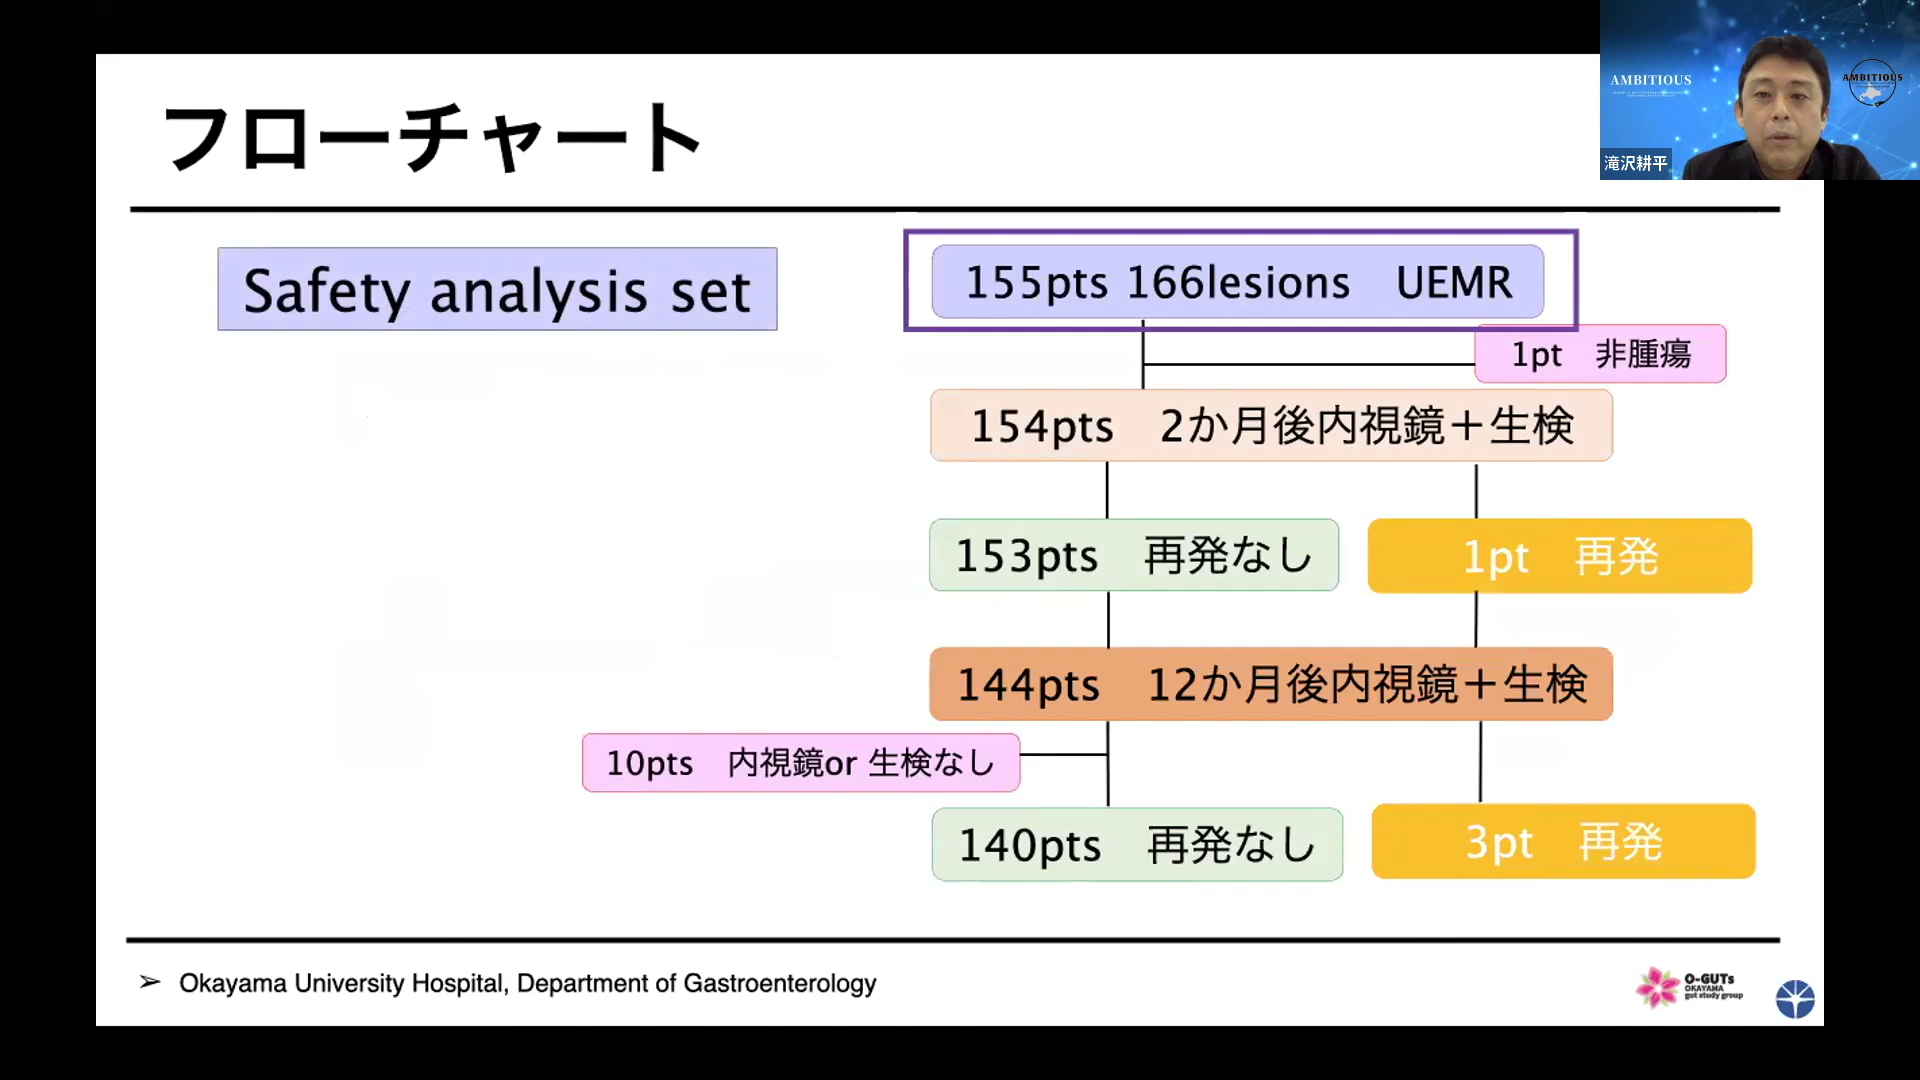 フローチャート
AMBITIOUS
AMBITIOUS
滝沢耕平
Safety analysis set
155pts 166lesions　UEMR
1pt　非腫瘍
154pts　2か月後内視鏡＋生検
153pts　再発なし
1pt　再発
144pts　12か月後内視鏡＋生検
10pts　内視鏡or 生検なし
140pts　再発なし
3pt　再発
➢ Okayama University Hospital, Department of Gastroenterology
O-GUTs
OKAYAMA
gut study group